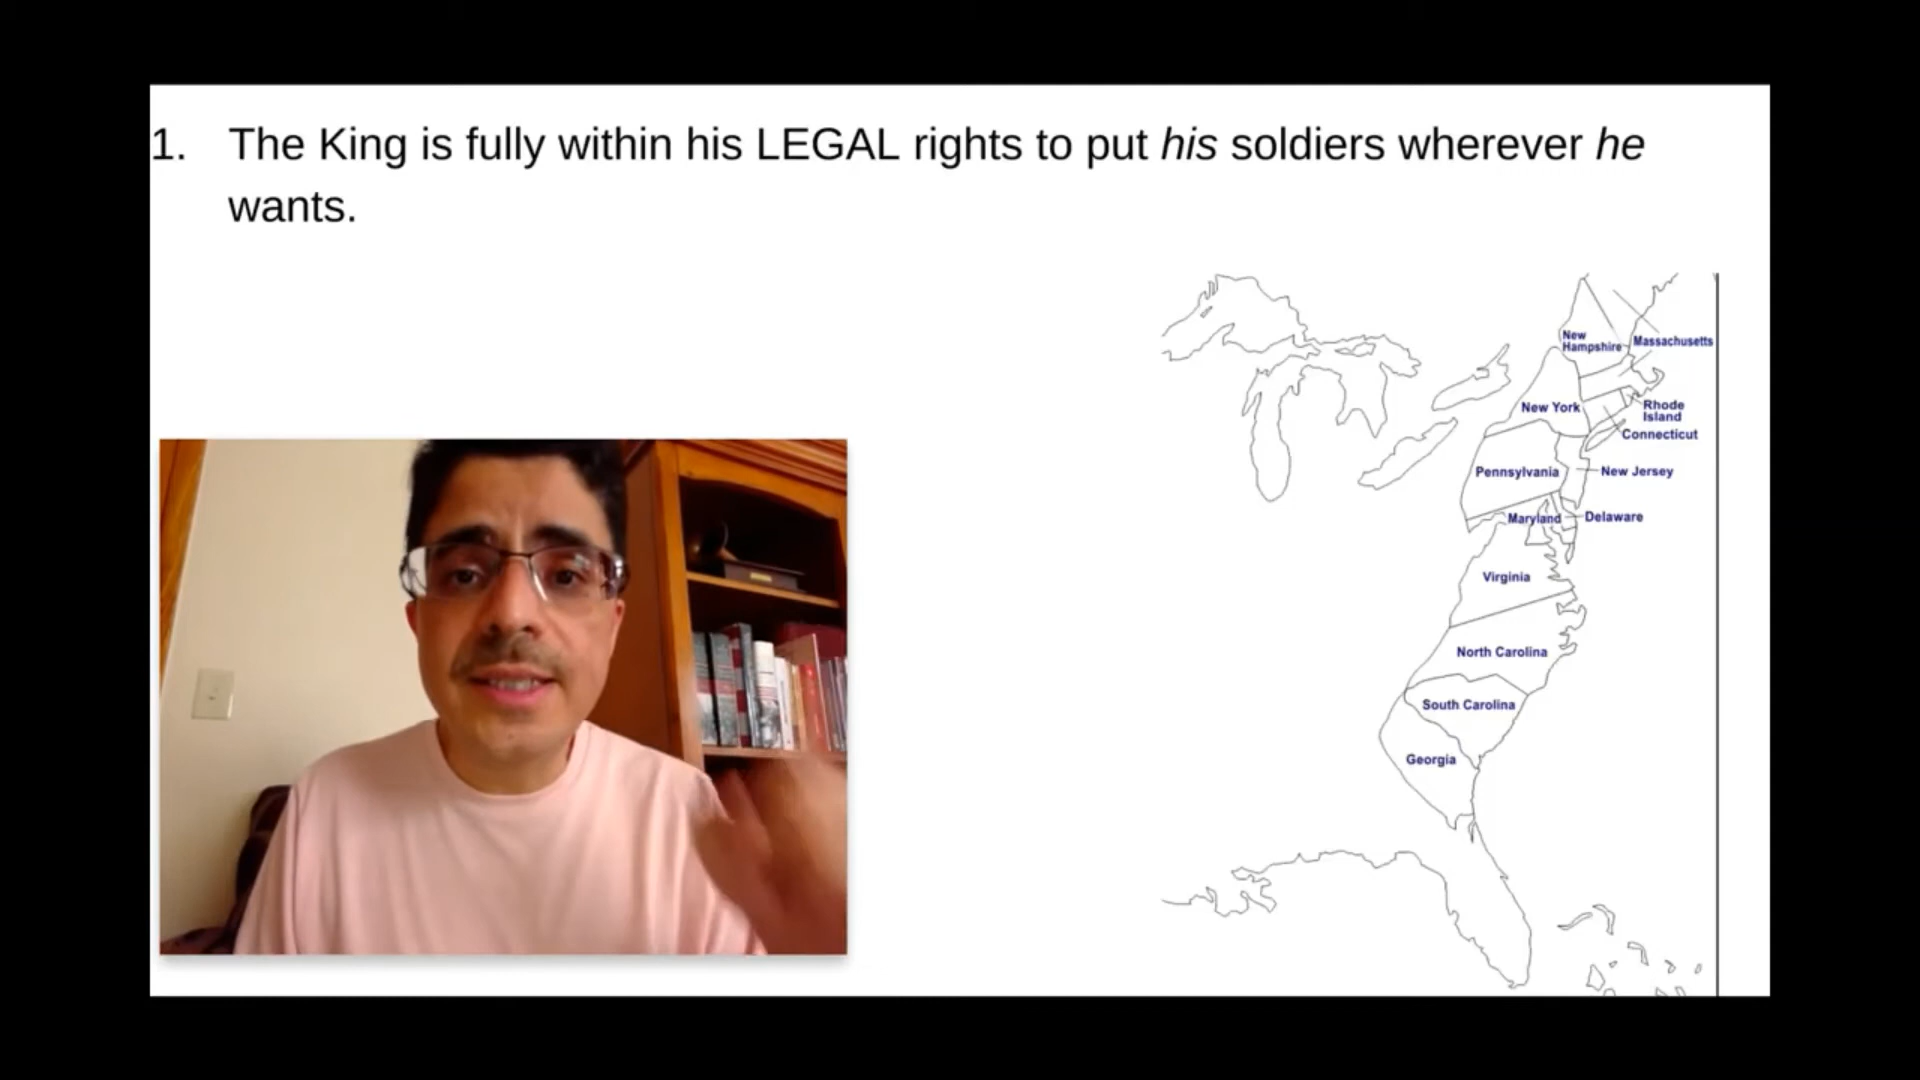 1. The King is fully within his LEGAL rights to put his soldiers wherever he
wants.
New
Hampshire
Massachusetts
New York
Rhode
Island
Connecticut
Pennsylvania
New Jersey
Maryland
Delaware
Virginia
North Carolina
South Carolina
Georgia